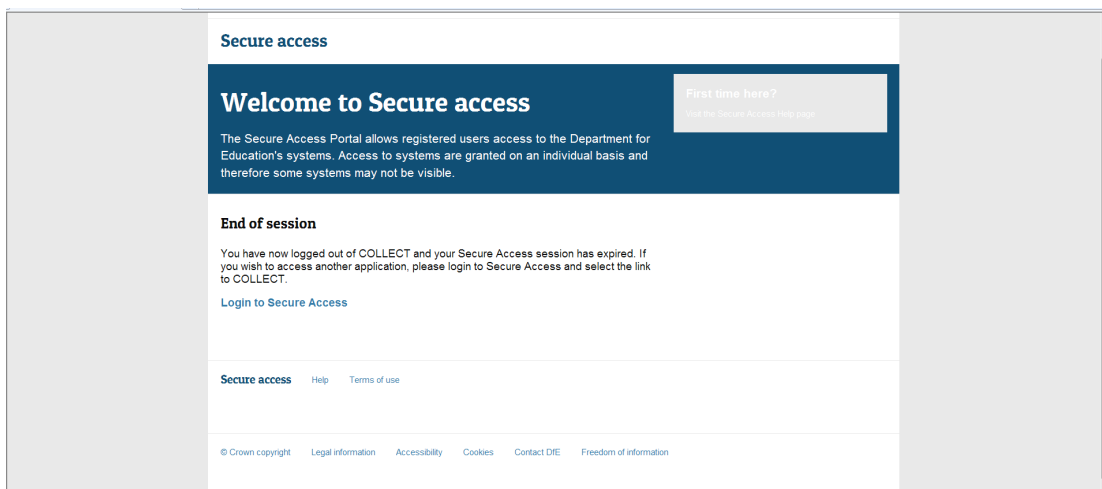 Secure access
Welcome to Secure access
The Secure Access Portal allows registered users access to the Department for
Education's systems. Access to systems are granted on an individual basis and
therefore some systems may not be visible.
First time here?
Visit the Secure Access Help page
End of session
You have now logged out of COLLECT and your Secure Access session has expired. If
you wish to access another application, please login to Secure Access and select the link
to COLLECT.
Login to Secure Access
Secure access Help Terms of use
© Crown copyright Legal information Accessibility Cookies Contact DfE Freedom of information